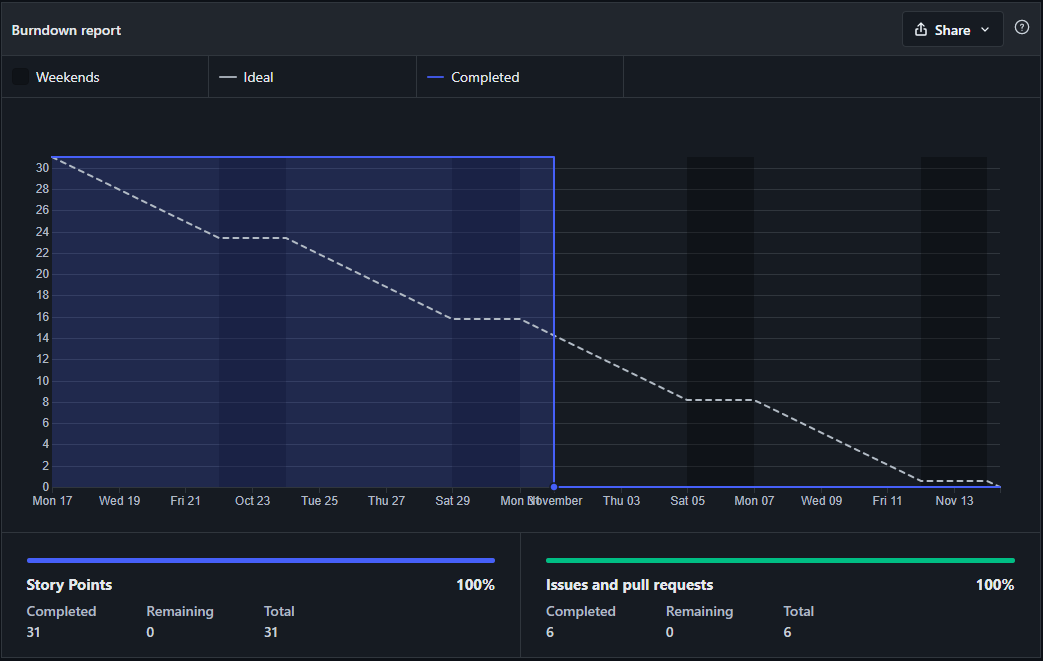 Burndown report
Share
Weekends
Ideal
Completed
30
28
26
24
22
20
18
16
14
12
10
8
6
4
2
0
Mon 17 Wed 19 Fri 21 Oct 23 Tue 25 Thu 27 Sat 29 Mon 31 November Thu 03 Sat 05 Mon 07 Wed 09 Fri 11 Nov 13
Story Points 100%
Completed Remaining Total
31 0 31
Issues and pull requests 100%
Completed Remaining Total
6 0 6